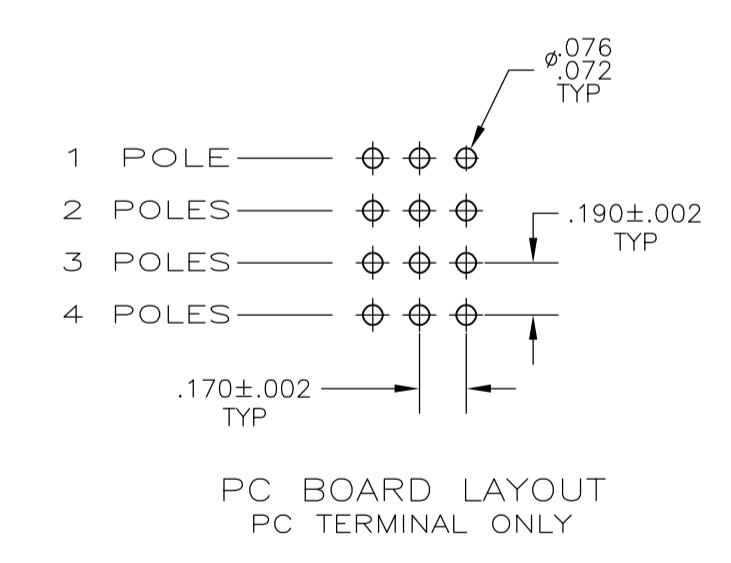 ⌀.076
.072
TYP
1 POLE
2 POLES
3 POLES
4 POLES
.190±.002
TYP
.170±.002
TYP
PC BOARD LAYOUT
PC TERMINAL ONLY